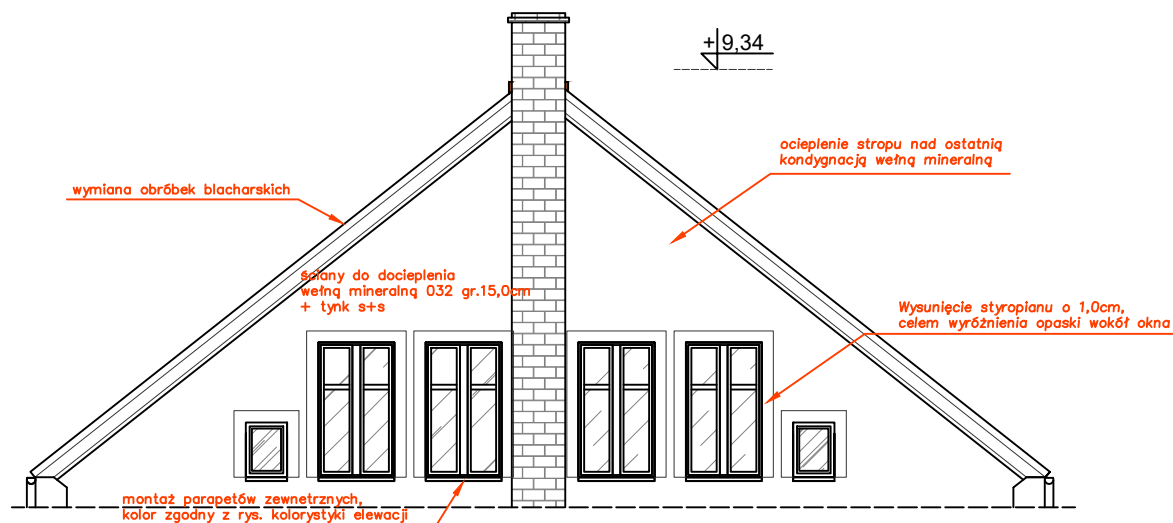 +9,34
ocieplenie stropu nad ostatnią
kondygnacją wełną mineralną
wymiana obróbek blacharskich
ściany do docieplenia
wełną mineralną 032 gr.15,0cm
+ tynk s+s
Wysunięcie styropianu o 1,0cm,
celem wyróżnienia opaski wokół okna
montaż parapetów zewnetrznych,
kolor zgodny z rys. kolorystyki elewacji